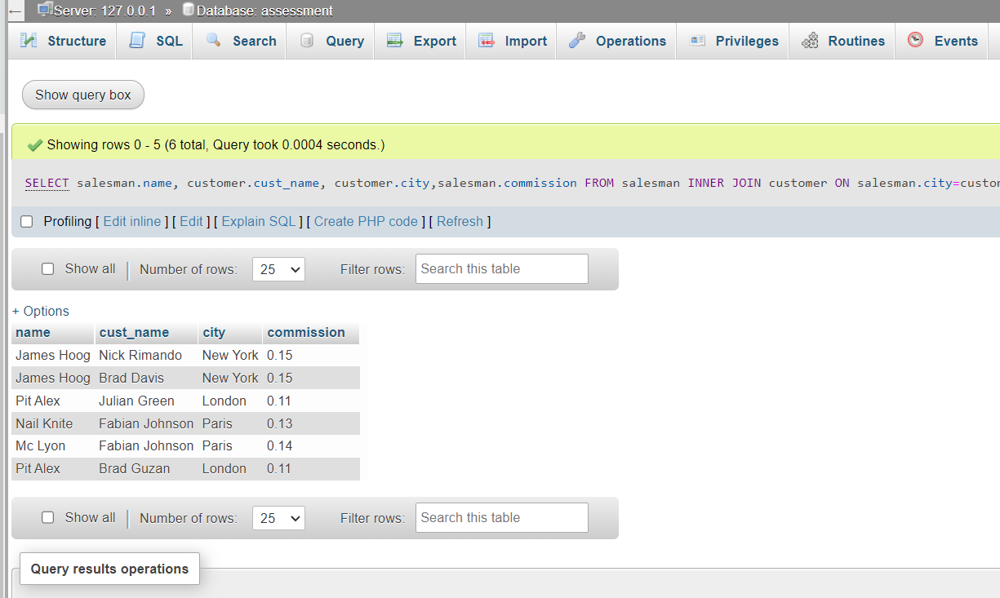 Server: 127.0.0.1 » Database: assessment
Structure SQL Search Query Export Import Operations Privileges Routines Events
Show query box
Showing rows 0 - 5 (6 total, Query took 0.0004 seconds.)
SELECT salesman.name, customer.cust_name, customer.city,salesman.commission FROM salesman INNER JOIN customer ON salesman.city=custo
Profiling [ Edit inline ] [ Edit ] [ Explain SQL ] [ Create PHP code ] [ Refresh ]
Show all | Number of rows: 25 Filter rows: Search this table
+ Options
name cust_name city commission
James Hoog Nick Rimando New York 0.15
James Hoog Brad Davis New York 0.15
Pit Alex Julian Green London 0.11
Nail Knite Fabian Johnson Paris 0.13
Mc Lyon Fabian Johnson Paris 0.14
Pit Alex Brad Guzan London 0.11
Show all | Number of rows: 25 Filter rows: Search this table
Query results operations